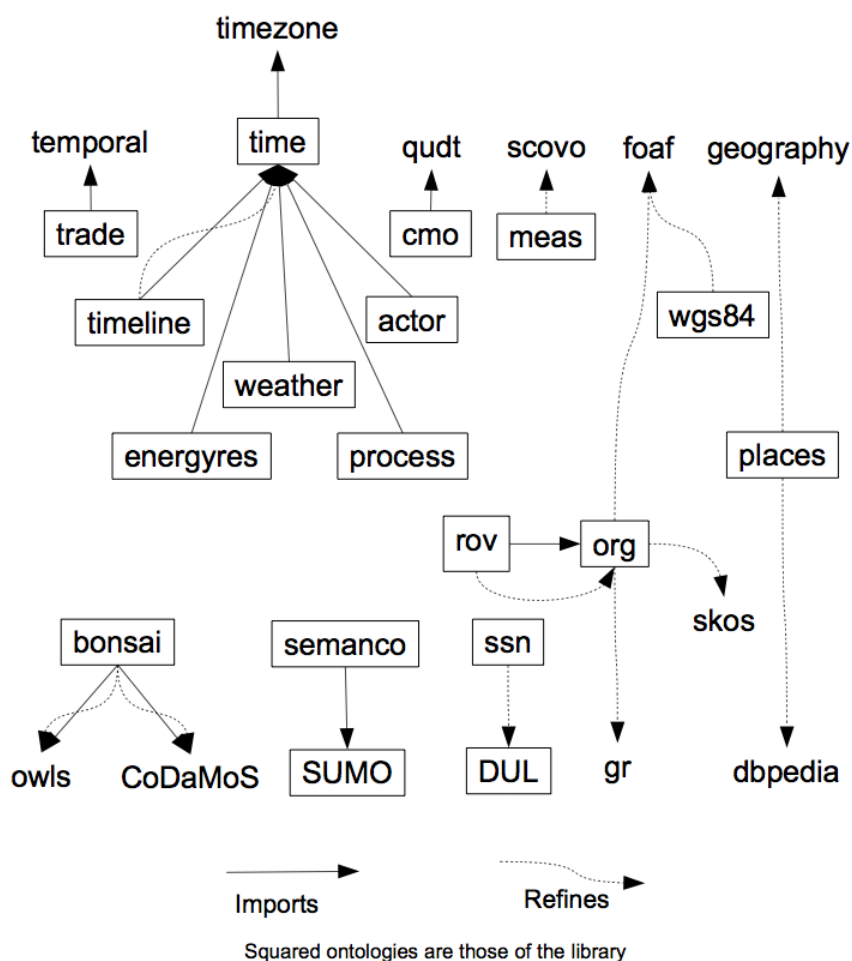 timezone
temporal
time
qudt
scovo
foaf
geography
trade
cmo
meas
timeline
actor
wgs84
weather
energyres
process
places
rov
org
skos
bonsai
semanco
ssn
owls
CoDaMoS
SUMO
DUL
gr
dbpedia
Imports
Refines
Squared ontologies are those of the library